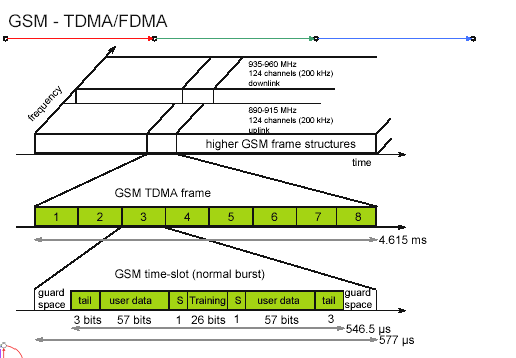 GSM - TDMA/FDMA
935-960 MHz
124 channels (200 kHz)
downlink
frequency
890-915 MHz
124 channels (200 kHz)
uplink
higher GSM frame structures
time
GSM TDMA frame
1 2 3 4 5 6 7 8
4.615 ms
GSM time-slot (normal burst)
guard
space
tail user data S Training S user data tail
guard
space
3 bits 57 bits 1 26 bits 1 57 bits 3
546.5 µs
577 µs